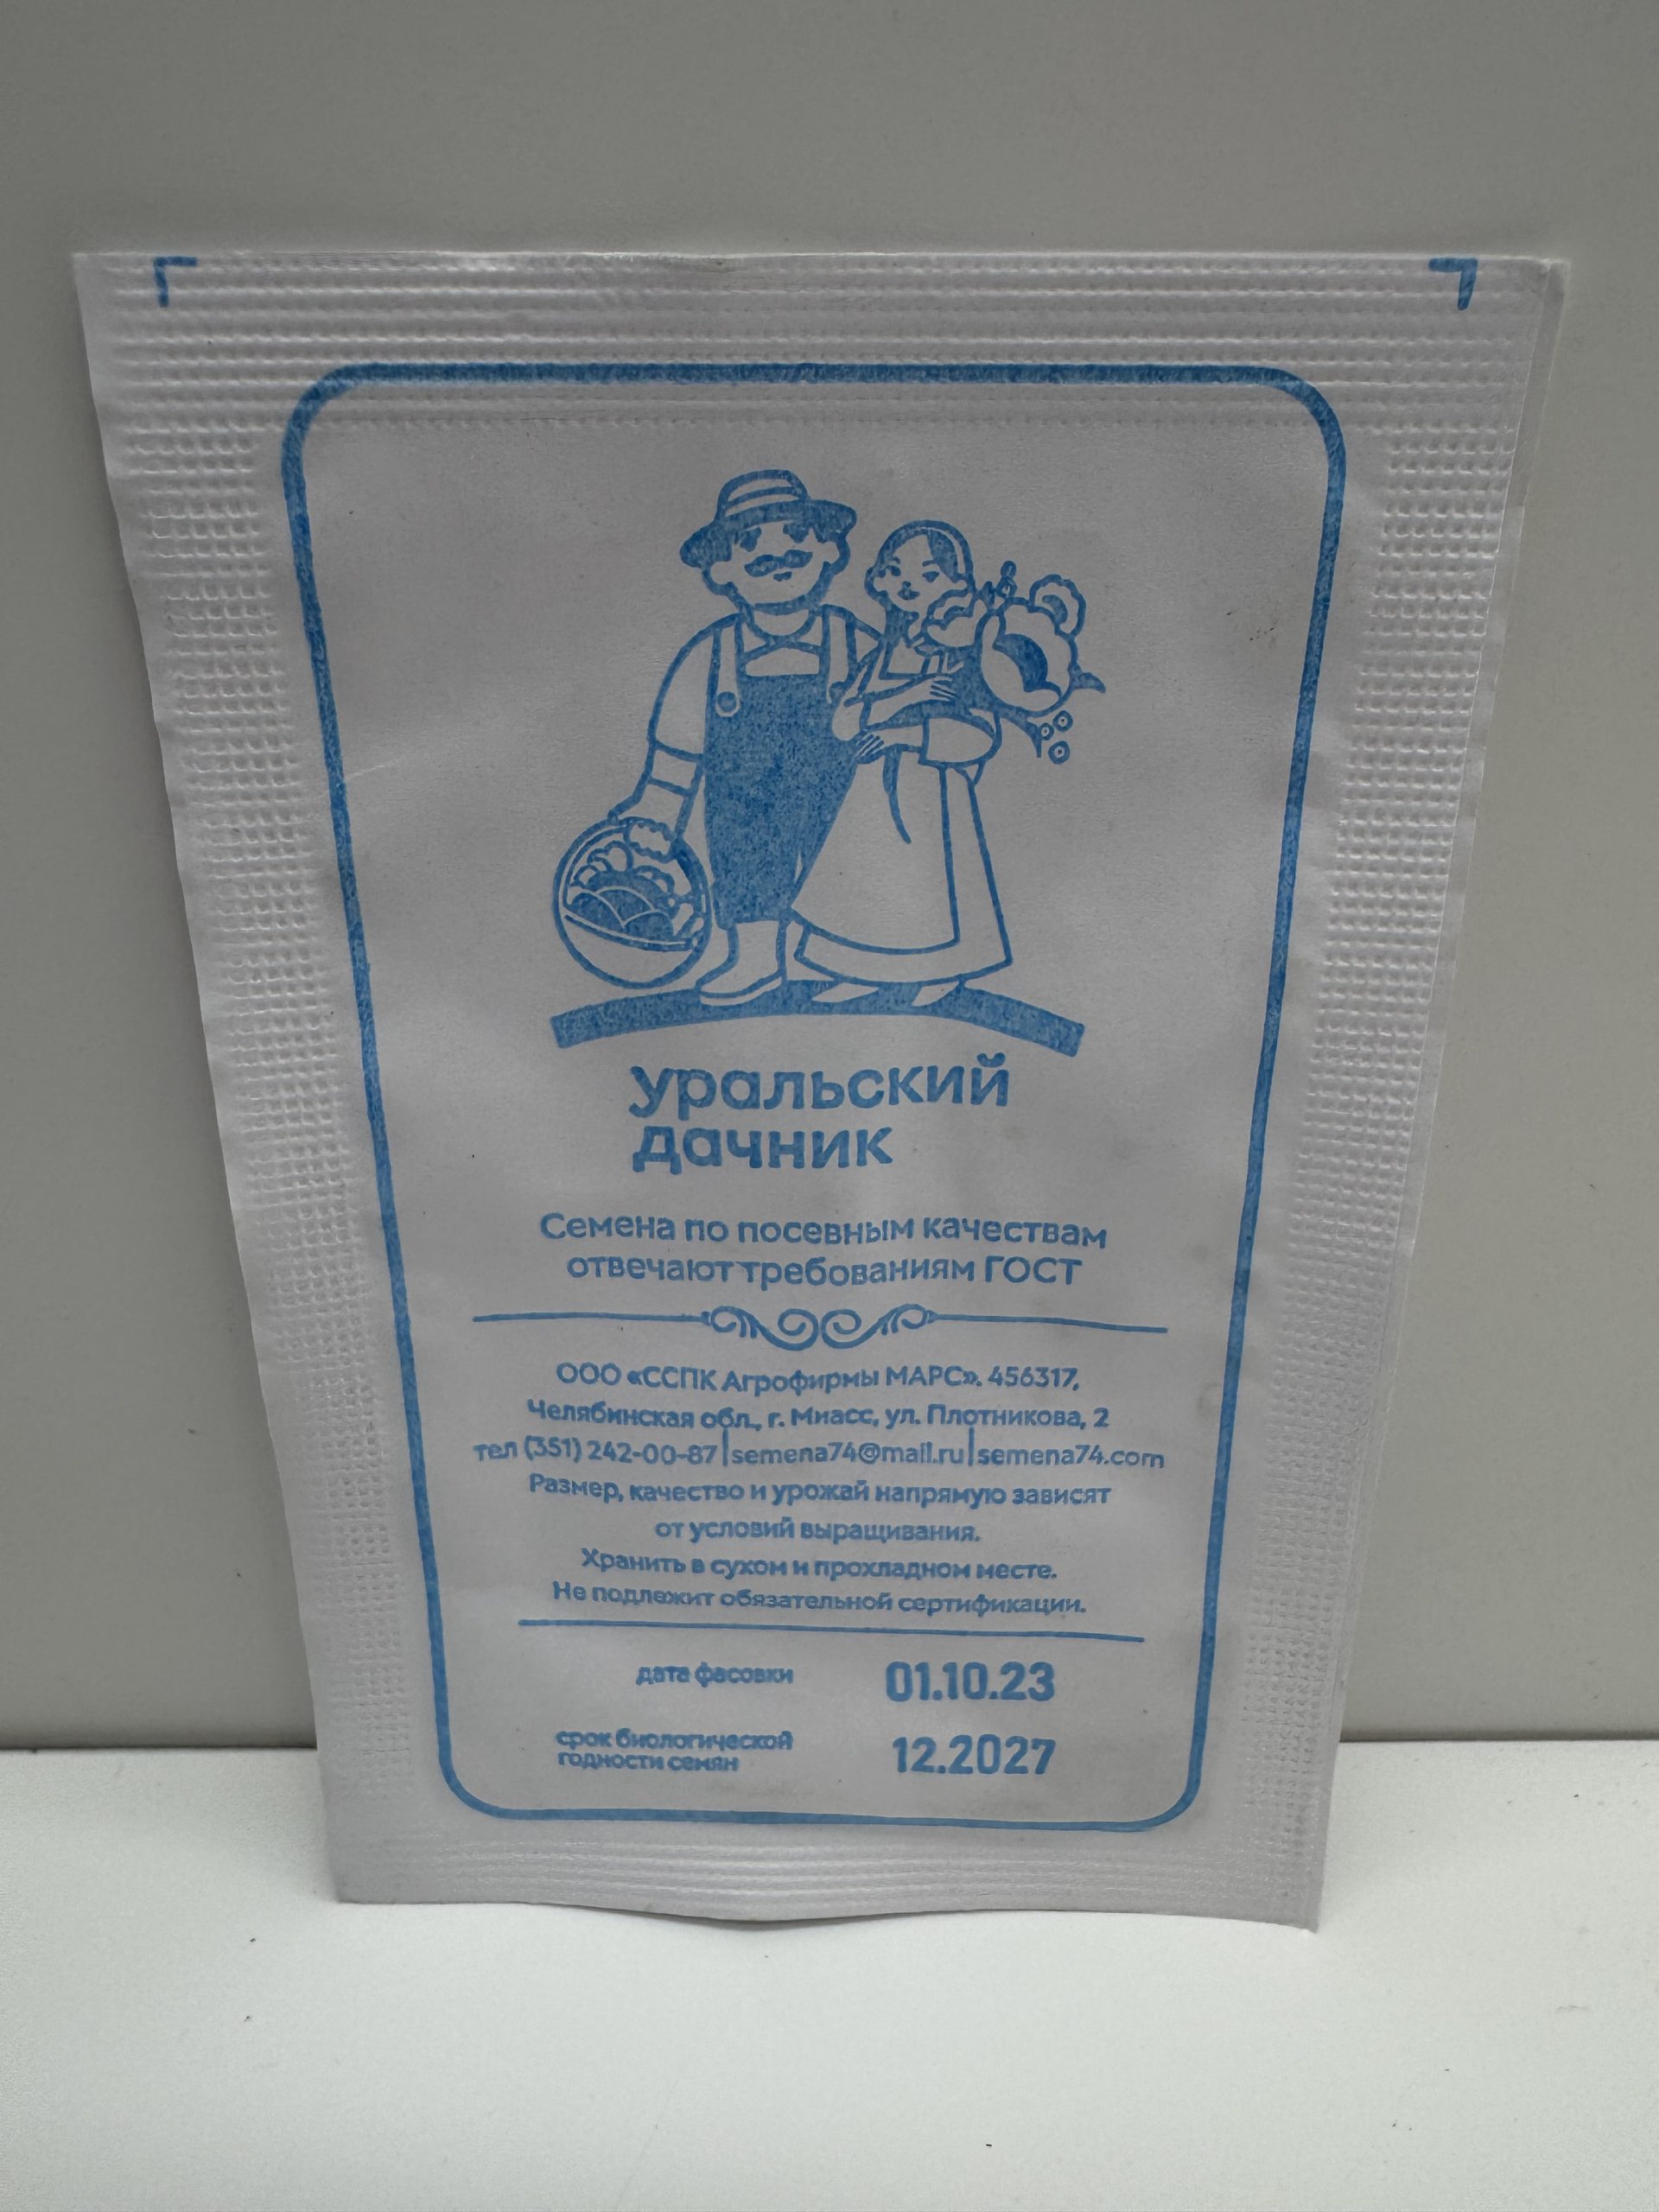 уральский
дачник
Семена по посевным качествам
отвечают требованиям ГОСТ
ООО «ССПК Агрофирмы МАРС». 456317,
Челябинская обл., г. Миасс, ул. Плотникова, 2
тел (351) 242-00-87|semena74@mail.ru|semena74.com
Размер, качество и урожай напрямую зависят
от условий выращивания.
Хранить в сухом и прохладном месте.
Не подлежит обязательной сертификации.
дата фасовки 01.10.23
срок биологической
годности семян 12.2027